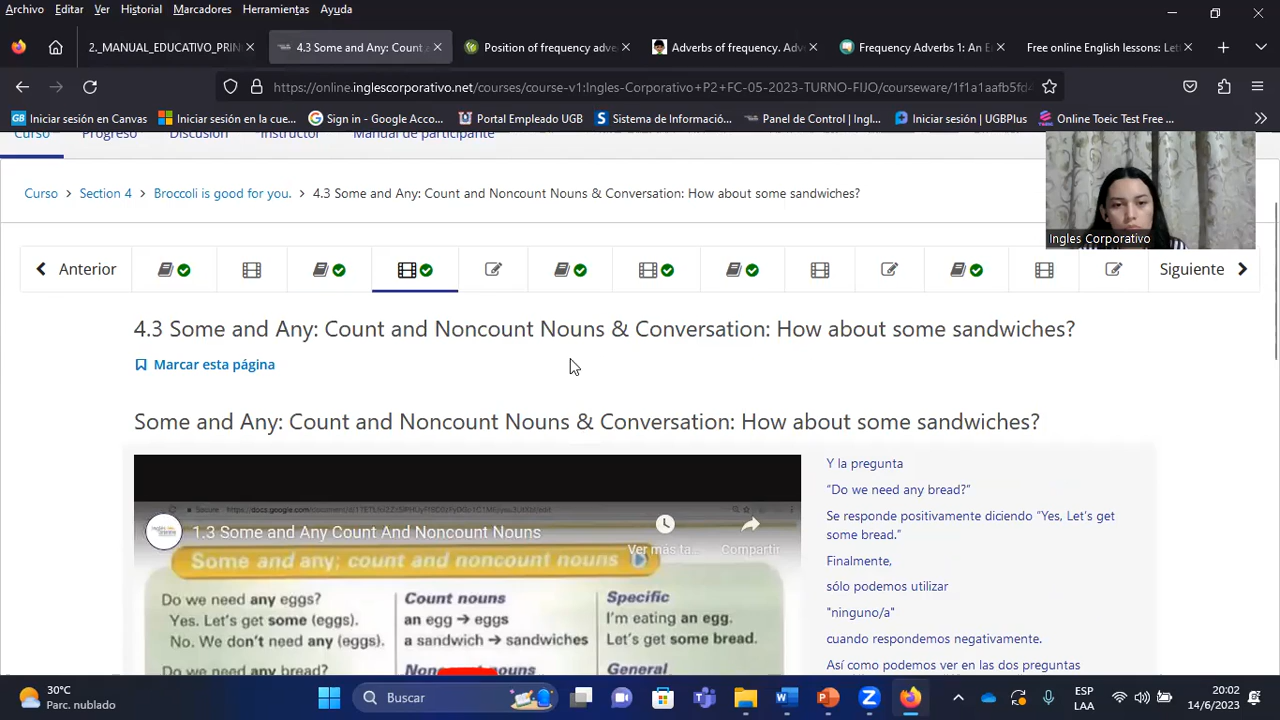 Archivo Editar Ver Historial Marcadores Herramientas Ayuda
2._MANUAL_EDUCATIVO_PRIN
4.3 Some and Any: Count
Position of frequency adve
Adverbs of frequency. Adv
Frequency Adverbs 1: An E
Free online English lessons: Let
https://online.inglescorporativo.net/courses/course-v1:Ingles-Corporativo+P2+FC-05-2023-TURNO-FIJO/courseware/1f1a1aafb5fd4
Iniciar sesión en Canvas
Iniciar sesión en la cue...
Sign in - Google Acco...
Portal Empleado UGB
Sistema de Informació...
Panel de Control | Ingl...
Iniciar sesión | UGBPlus
Online Toeic Test Free ...
Curso Progreso Discusión Instructor Manual de participante
Ingles Corporativo
Curso > Section 4 > Broccoli is good for you. > 4.3 Some and Any: Count and Noncount Nouns & Conversation: How about some sandwiches?
Anterior
Siguiente
4.3 Some and Any: Count and Noncount Nouns & Conversation: How about some sandwiches?
Marcar esta página
Some and Any: Count and Noncount Nouns & Conversation: How about some sandwiches?
1.3 Some and Any Count And Noncount Nouns
Ver más ta...
Compartir
Some and any; count and noncount nouns
Do we need any eggs?
Yes. Let's get some (eggs).
No. We don't need any (eggs).
Do we need any bread?
Count nouns
an egg → eggs
a sandwich → sandwiches
Noncount nouns
Specific
I'm eating an egg.
Let's get some bread.
General
Y la pregunta
“Do we need any bread?”
Se responde positivamente diciendo “Yes, Let's get
some bread.”
Finalmente,
sólo podemos utilizar
"ninguno/a"
cuando respondemos negativamente.
Así como podemos ver en las dos preguntas
30°C
Parc. nublado
Buscar
ESP
LAA
20:02
14/6/2023